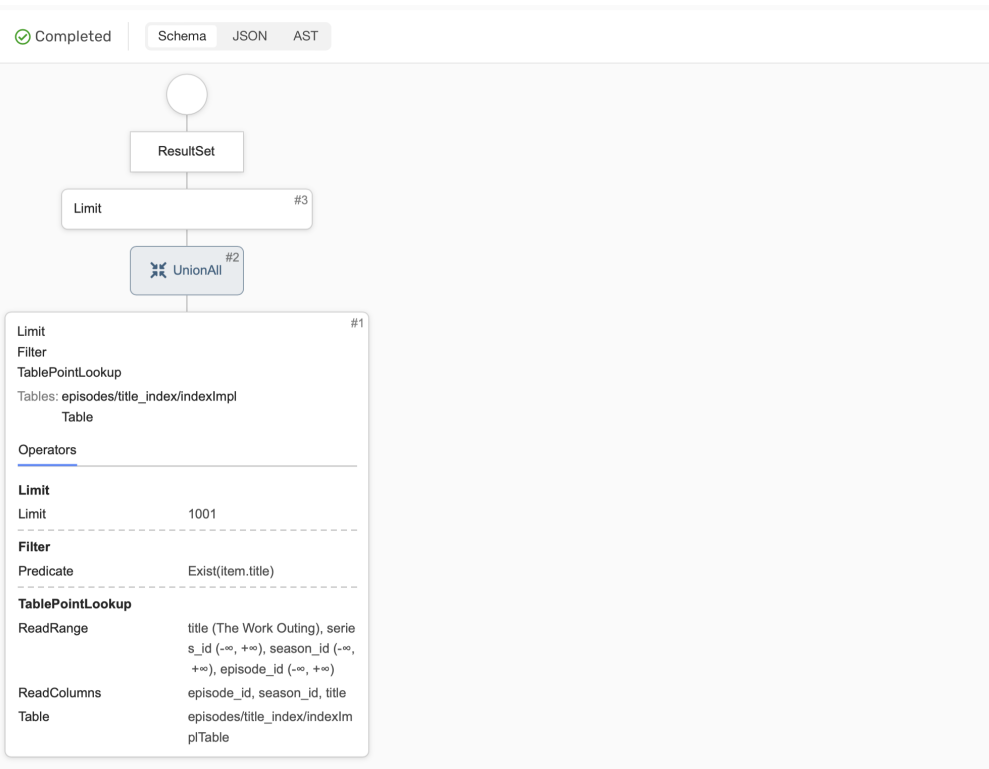 Completed
Schema JSON AST
ResultSet
#3
Limit
#2
UnionAll
#1
Limit
Filter
TablePointLookup
Tables: episodes/title_index/indexImpl
Table
Operators
Limit
Limit 1001
Filter
Predicate Exist(item.title)
TablePointLookup
ReadRange title (The Work Outing), serie
s_id (-∞, +∞), season_id (-∞,
+∞), episode_id (-∞, +∞)
ReadColumns episode_id, season_id, title
Table episodes/title_index/indexIm
plTable